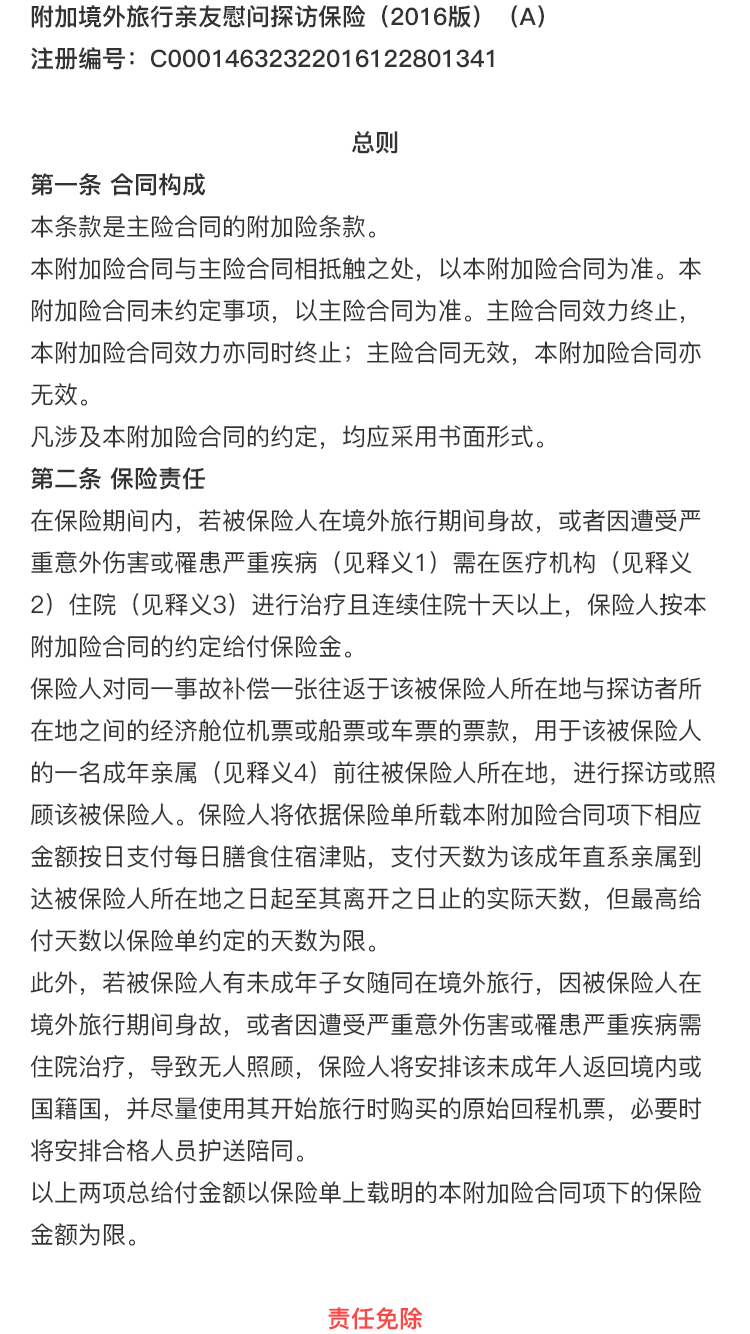 附加境外旅行亲友慰问探访保险（2016版）（A）
注册编号：C00014632322016122801341
总则
第一条 合同构成
本条款是主险合同的附加险条款。
本附加险合同与主险合同相抵触之处，以本附加险合同为准。本
附加险合同未约定事项，以主险合同为准。主险合同效力终止，
本附加险合同效力亦同时终止；主险合同无效，本附加险合同亦
无效。
凡涉及本附加险合同的约定，均应采用书面形式。
第二条 保险责任
在保险期间内，若被保险人在境外旅行期间身故，或者因遭受严
重意外伤害或罹患严重疾病（见释义1）需在医疗机构（见释义
2）住院（见释义3）进行治疗且连续住院十天以上，保险人按本
附加险合同的约定给付保险金。
保险人对同一事故补偿一张往返于该被保险人所在地与探访者所
在地之间的经济舱位机票或船票或车票的票款，用于该被保险人
的一名成年亲属（见释义4）前往被保险人所在地，进行探访或照
顾该被保险人。保险人将依据保险单所载本附加险合同项下相应
金额按日支付每日膳食住宿津贴，支付天数为该成年直系亲属到
达被保险人所在地之日起至其离开之日止的实际天数，但最高给
付天数以保险单约定的天数为限。
此外，若被保险人有未成年子女随同在境外旅行，因被保险人在
境外旅行期间身故，或者因遭受严重意外伤害或罹患严重疾病需
住院治疗，导致无人照顾，保险人将安排该未成年人返回境内或
国籍国，并尽量使用其开始旅行时购买的原始回程机票，必要时
将安排合格人员护送陪同。
以上两项总给付金额以保险单上载明的本附加险合同项下的保险
金额为限。
责任免除